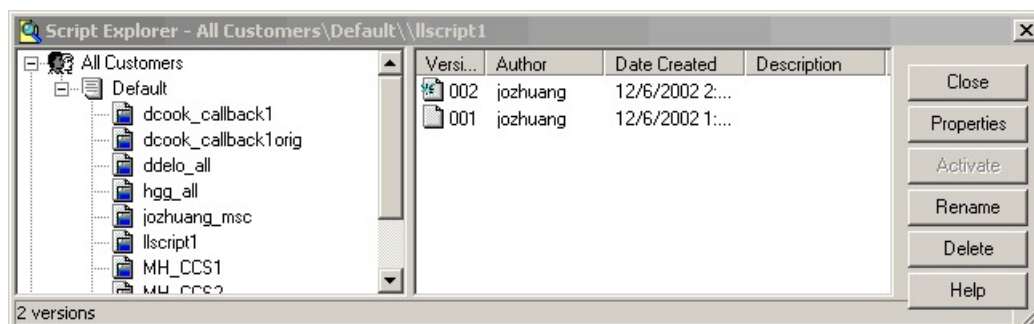 Script Explorer - All Customers\Default\\llscript1
All Customers
Default
dcook_callback1
dcook_callback1orig
ddelo_all
hgg_all
jozhuang_msc
llscript1
MH_CCS1
MH_CCS2
Versi... Author Date Created Description
002 jozhuang 12/6/2002 2:...
001 jozhuang 12/6/2002 1:...
Close
Properties
Activate
Rename
Delete
Help
2 versions